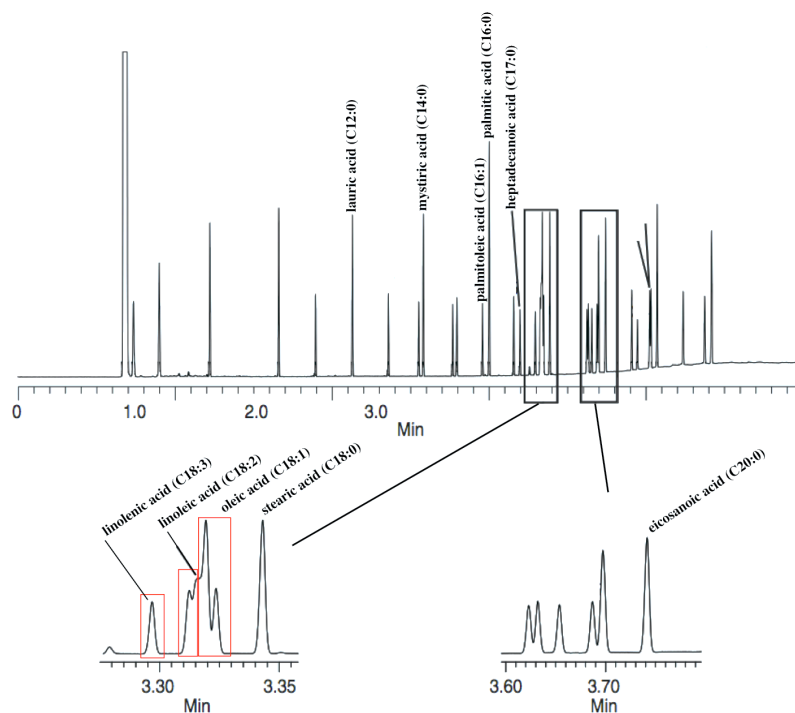 lauric acid (C12:0)
mystiric acid (C14:0)
palmitoleic acid (C16:1)
palmitic acid (C16:0)
heptadecanoic acid (C17:0)
0
1.0
2.0
3.0
Min
linolenic acid (C18:3)
linoleic acid (C18:2)
oleic acid (C18:1)
stearic acid (C18:0)
eicosanoic acid (C20:0)
3.30
3.35
Min
3.60
3.70
Min